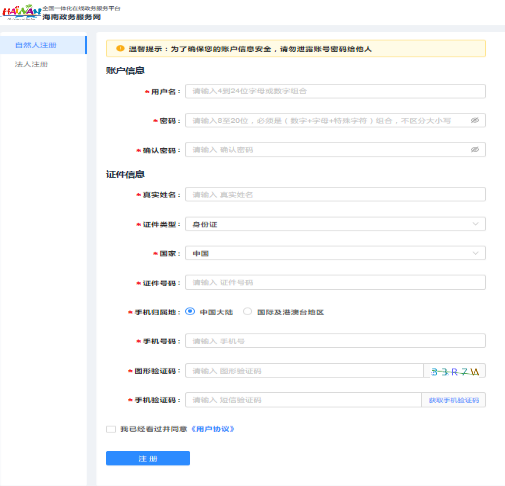 HAINAN 全国一体化在线政务服务平台
海南政务服务网
自然人注册
法人注册
温馨提示：为了确保您的账户信息安全，请勿泄露账号密码给他人
账户信息
* 用户名： 请输入4到24位字母或数字组合
* 密码： 请输入8至20位，必须是（数字+字母+特殊字符）组合，不区分大小写
* 确认密码： 请输入 确认密码
证件信息
* 真实姓名： 请输入 真实姓名
* 证件类型： 身份证
* 国家： 中国
* 证件号码： 请输入 证件号码
* 手机归属地： 中国大陆 国际及港澳台地区
* 手机号码： 请输入 手机号
* 图形验证码： 请输入 图形验证码
* 手机验证码： 请输入 短信验证码 获取手机验证码
我已经看过并同意《用户协议》
注 册